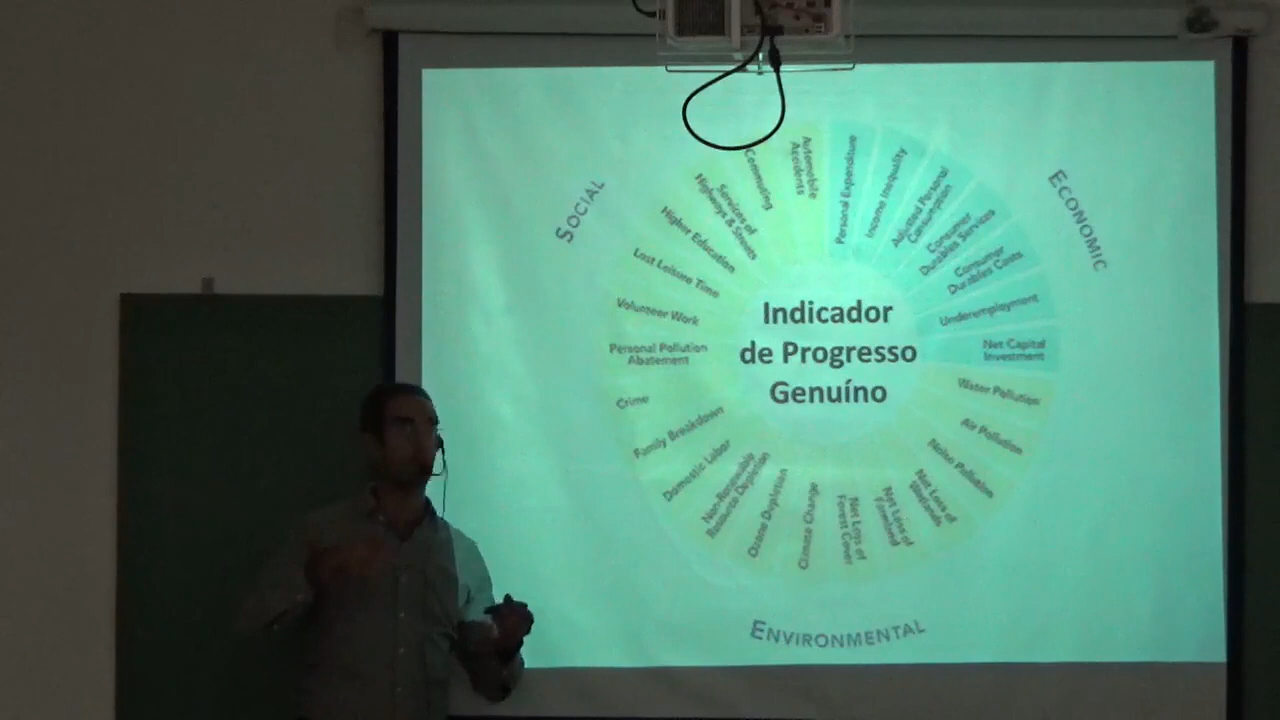 SOCIAL
ECONOMIC
ENVIRONMENTAL
Indicador
de Progresso
Genuíno
Personal Expenditure
Income Inequality
Adjusted Personal
Consumption
Consumer
Durables Services
Consumer
Durables Costs
Underemployment
Net Capital
Investment
Water Pollution
Air Pollution
Noise Pollution
Net Loss of
Wetlands
Net Loss of
Farmland
Net Loss of
Forest Cover
Climate Change
Ozone Depletion
Non-Renewable
Resource Depletion
Domestic Labor
Family Breakdown
Crime
Personal Pollution
Abatement
Volunteer Work
Lost Leisure Time
Higher Education
Services of
Highways & Streets
Commuting
Automobile
Accidents